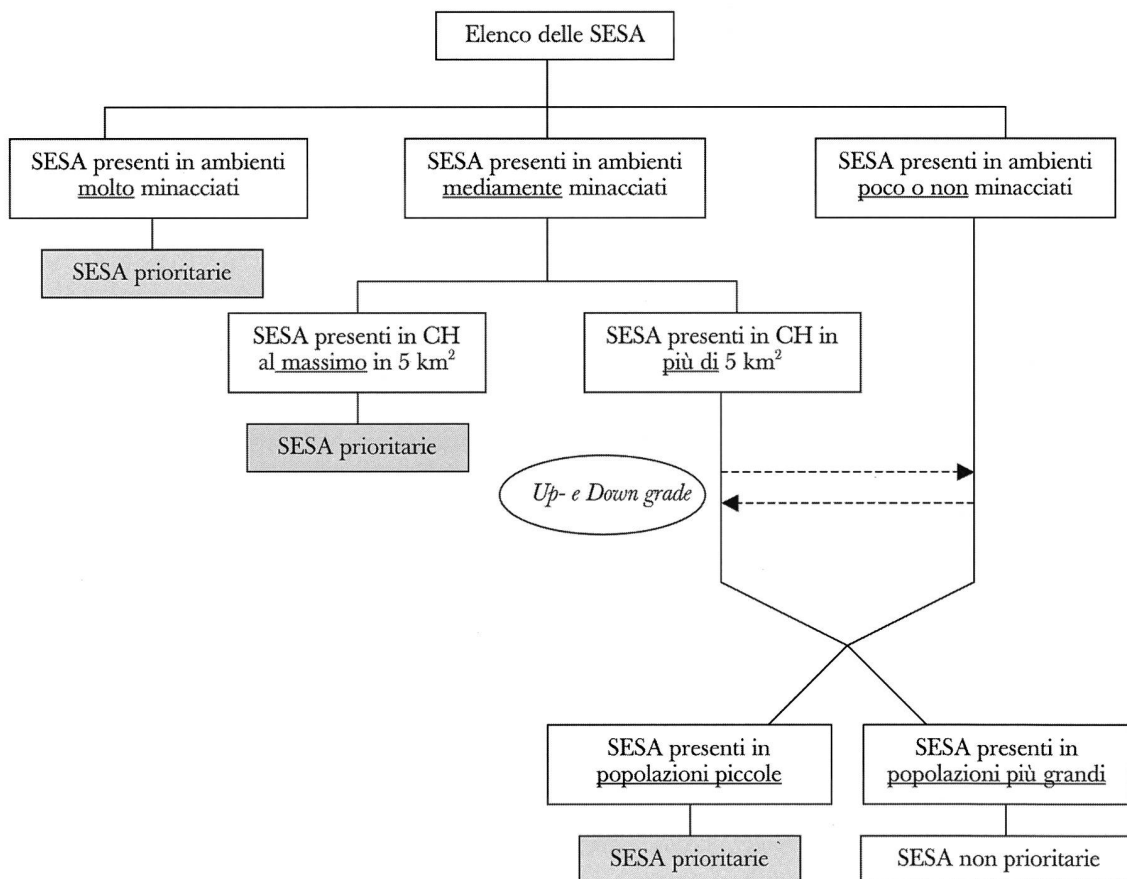 Elenco delle SESA
SESA presenti in ambienti
molto minacciati
SESA presenti in ambienti
mediamente minacciati
SESA presenti in ambienti
poco o non minacciati
SESA prioritarie
SESA presenti in CH
al massimo in 5 km²
SESA presenti in CH in
più di 5 km²
SESA prioritarie
Up- e Down grade
SESA presenti in
popolazioni piccole
SESA presenti in
popolazioni più grandi
SESA prioritarie
SESA non prioritarie